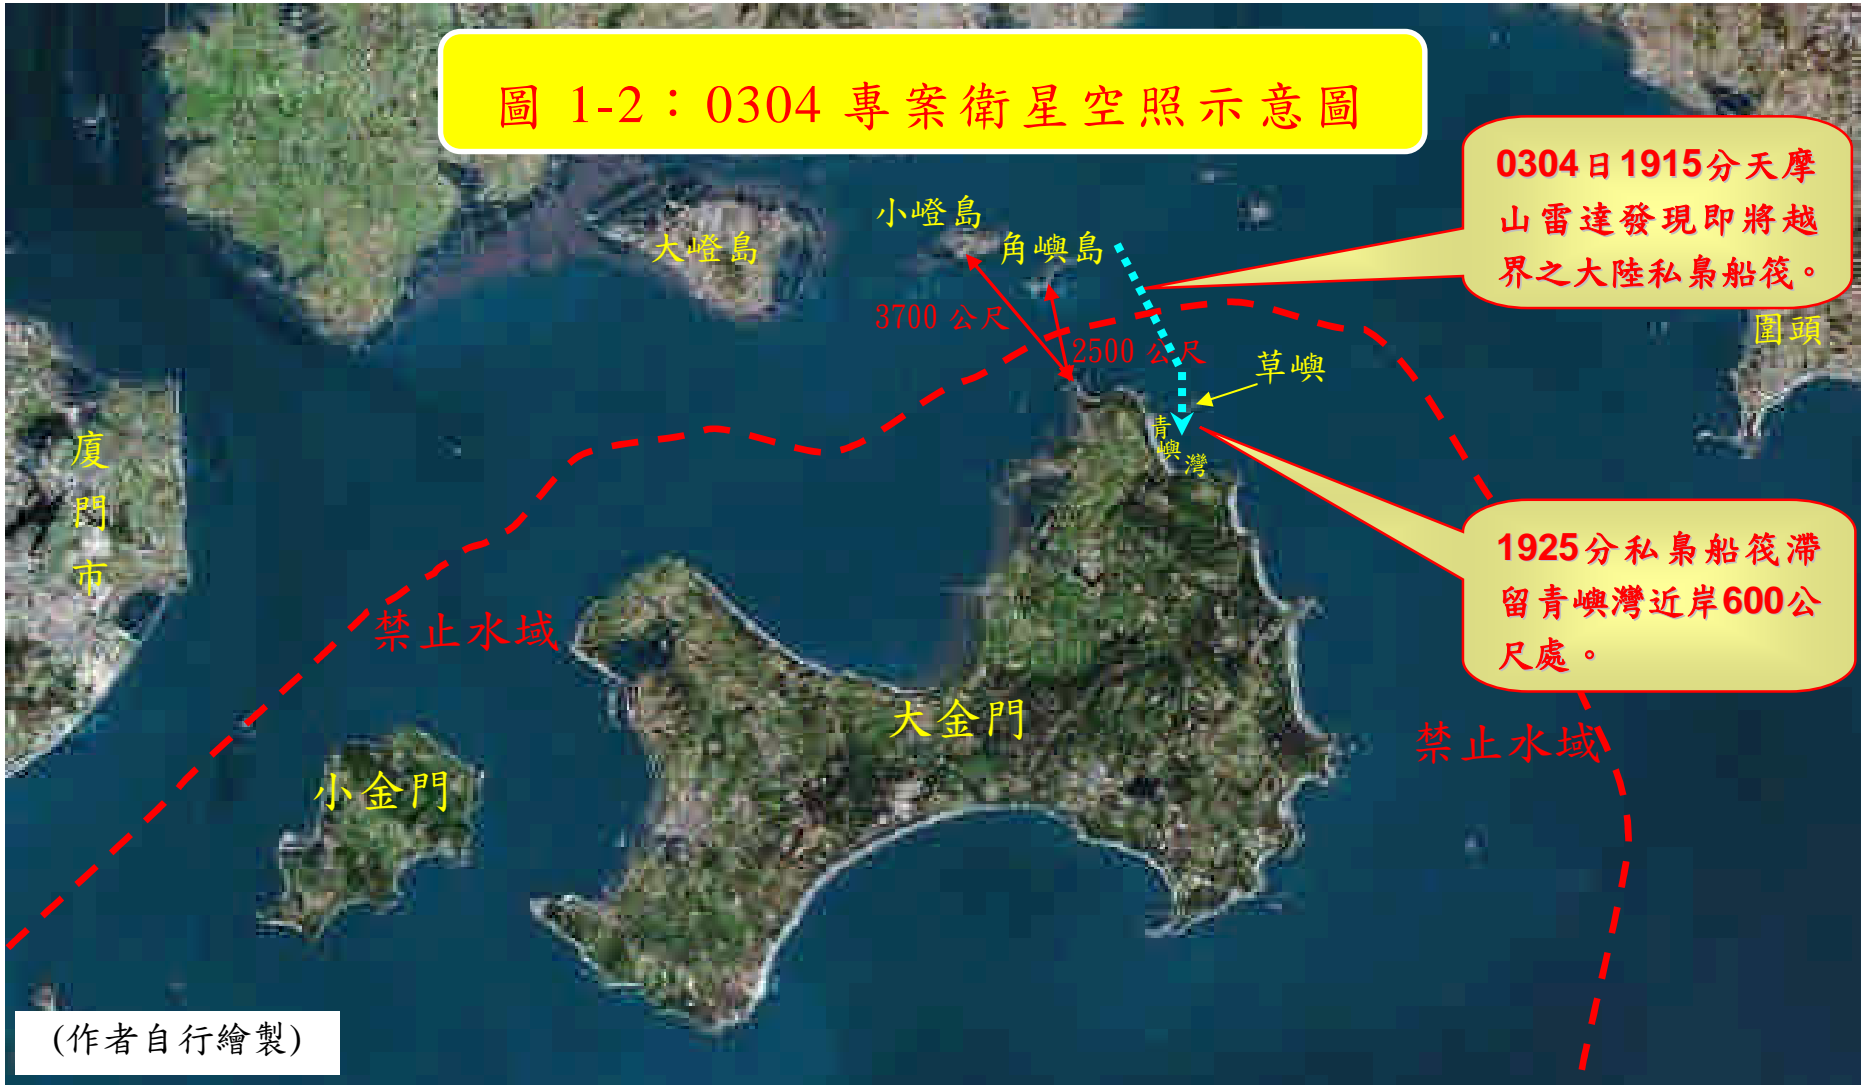 圖 1-2：0304 專案衛星空照示意圖
0304日1915分天摩
山雷達發現即將越
界之大陸私梟船筏。
小嶝島
角嶼島
大嶝島
3700 公尺
2500 公尺
圍頭
草嶼
青
嶼
灣
廈
門
市
1925分私梟船筏滯
留青嶼灣近岸600公
尺處。
禁止水域
大金門
禁止水域
小金門
(作者自行繪製)